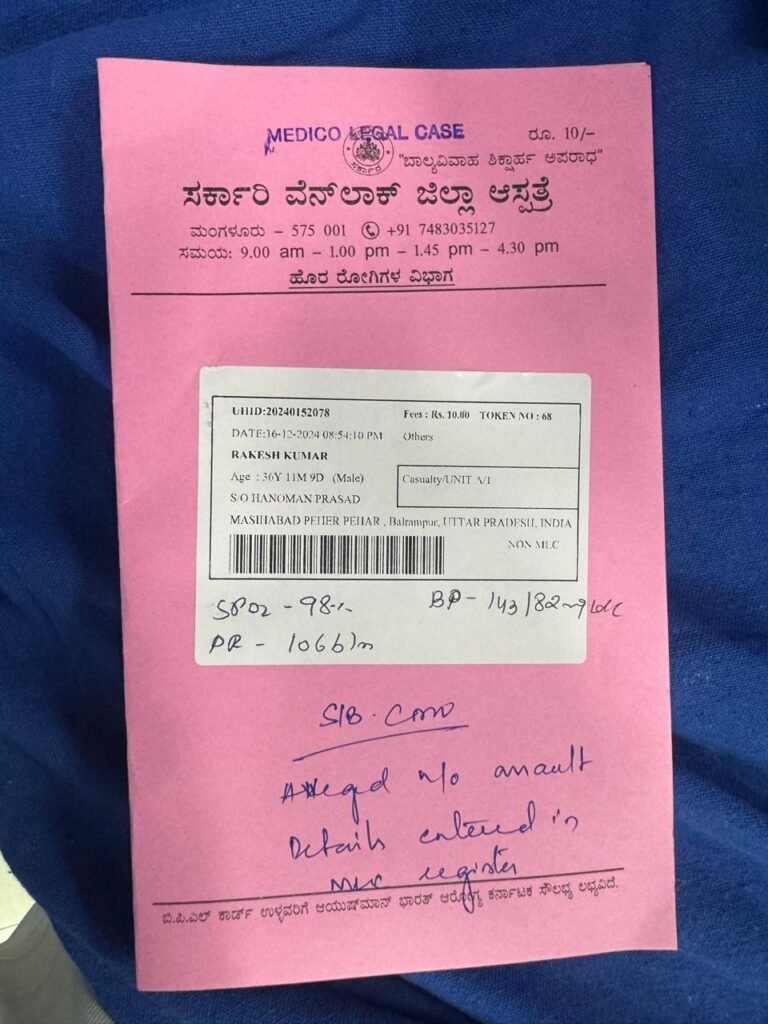 MEDICO LEGAL CASE
ರೂ. 10/-
"ಬಾಲ್ಯವಿವಾಹ ಶಿಕ್ಷಾರ್ಹ ಅಪರಾಧ"
ಸರ್ಕಾರಿ ವೆನ್‌ಲಾಕ್ ಜಿಲ್ಲಾ ಆಸ್ಪತ್ರೆ
ಮಂಗಳೂರು – 575 001 +91 7483035127
ಸಮಯ: 9.00 am – 1.00 pm – 1.45 pm – 4.30 pm
ಹೊರ ರೋಗಿಗಳ ವಿಭಾಗ
UHID:20240152078 Fees : Rs. 10.00 TOKEN NO : 68
DATE:16-12-2024 08:54:10 PM Others
RAKESH KUMAR
Age : 36Y 11M 9D (Male) Casualty/UNIT A/1
S/O HANOMAN PRASAD
MASIHABAD PEHER PEHAR , Balrampur, UTTAR PRADESH, INDIA
NON MLC
SPO2 - 98% BP - 143/82
PR - 106b/m
S/B
Alleged h/o assault
Details entered in
MLC register
ಬಿ.ಪಿ.ಎಲ್ ಕಾರ್ಡ್ ಉಳ್ಳವರಿಗೆ ಆಯುಷ್ಮಾನ್ ಭಾರತ್ ಆರೋಗ್ಯ ಕರ್ನಾಟಕ ಸೌಲಭ್ಯ ಲಭ್ಯವಿದೆ.